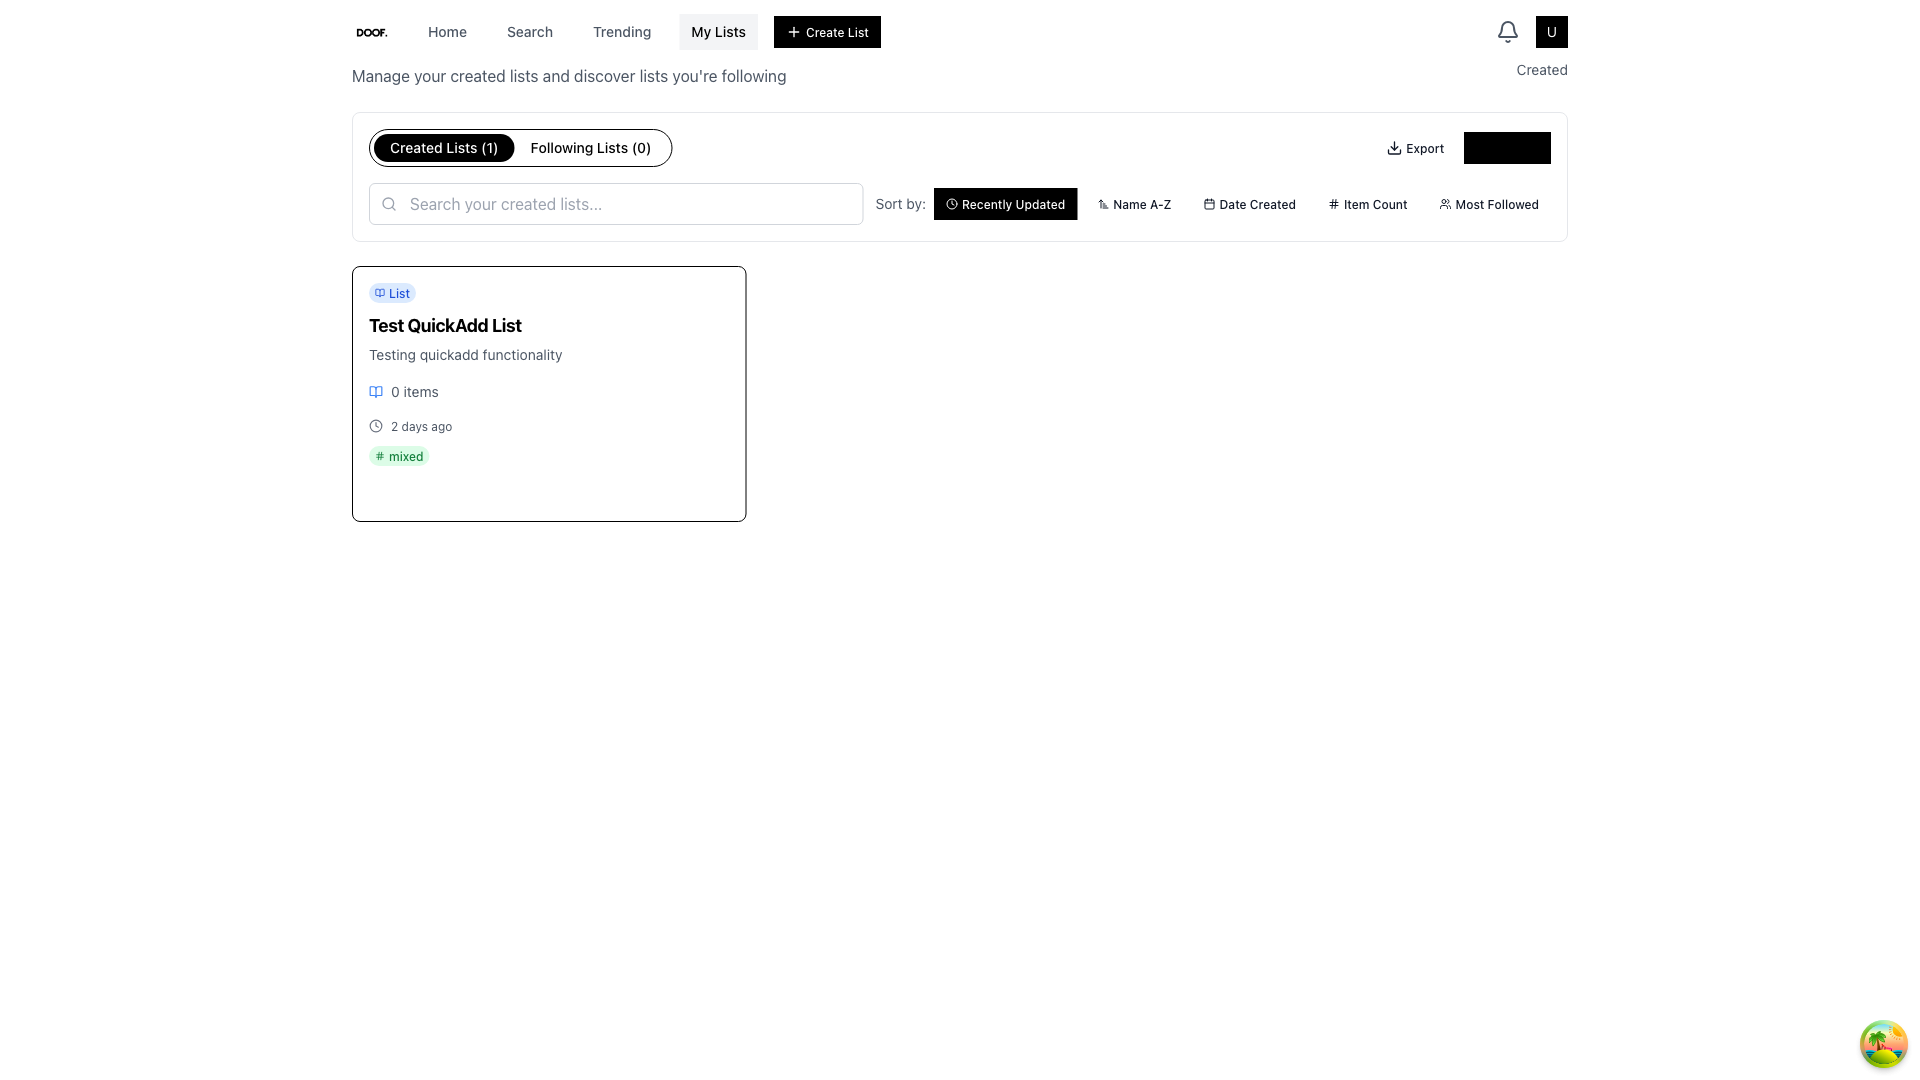 DOOF.
Home
Search
Trending
My Lists
Create List
U
Manage your created lists and discover lists you're following
Created
Created Lists (1)
Following Lists (0)
Export
Search your created lists...
Sort by:
Recently Updated
Name A-Z
Date Created
Item Count
Most Followed
List
Test QuickAdd List
Testing quickadd functionality
0 items
2 days ago
# mixed